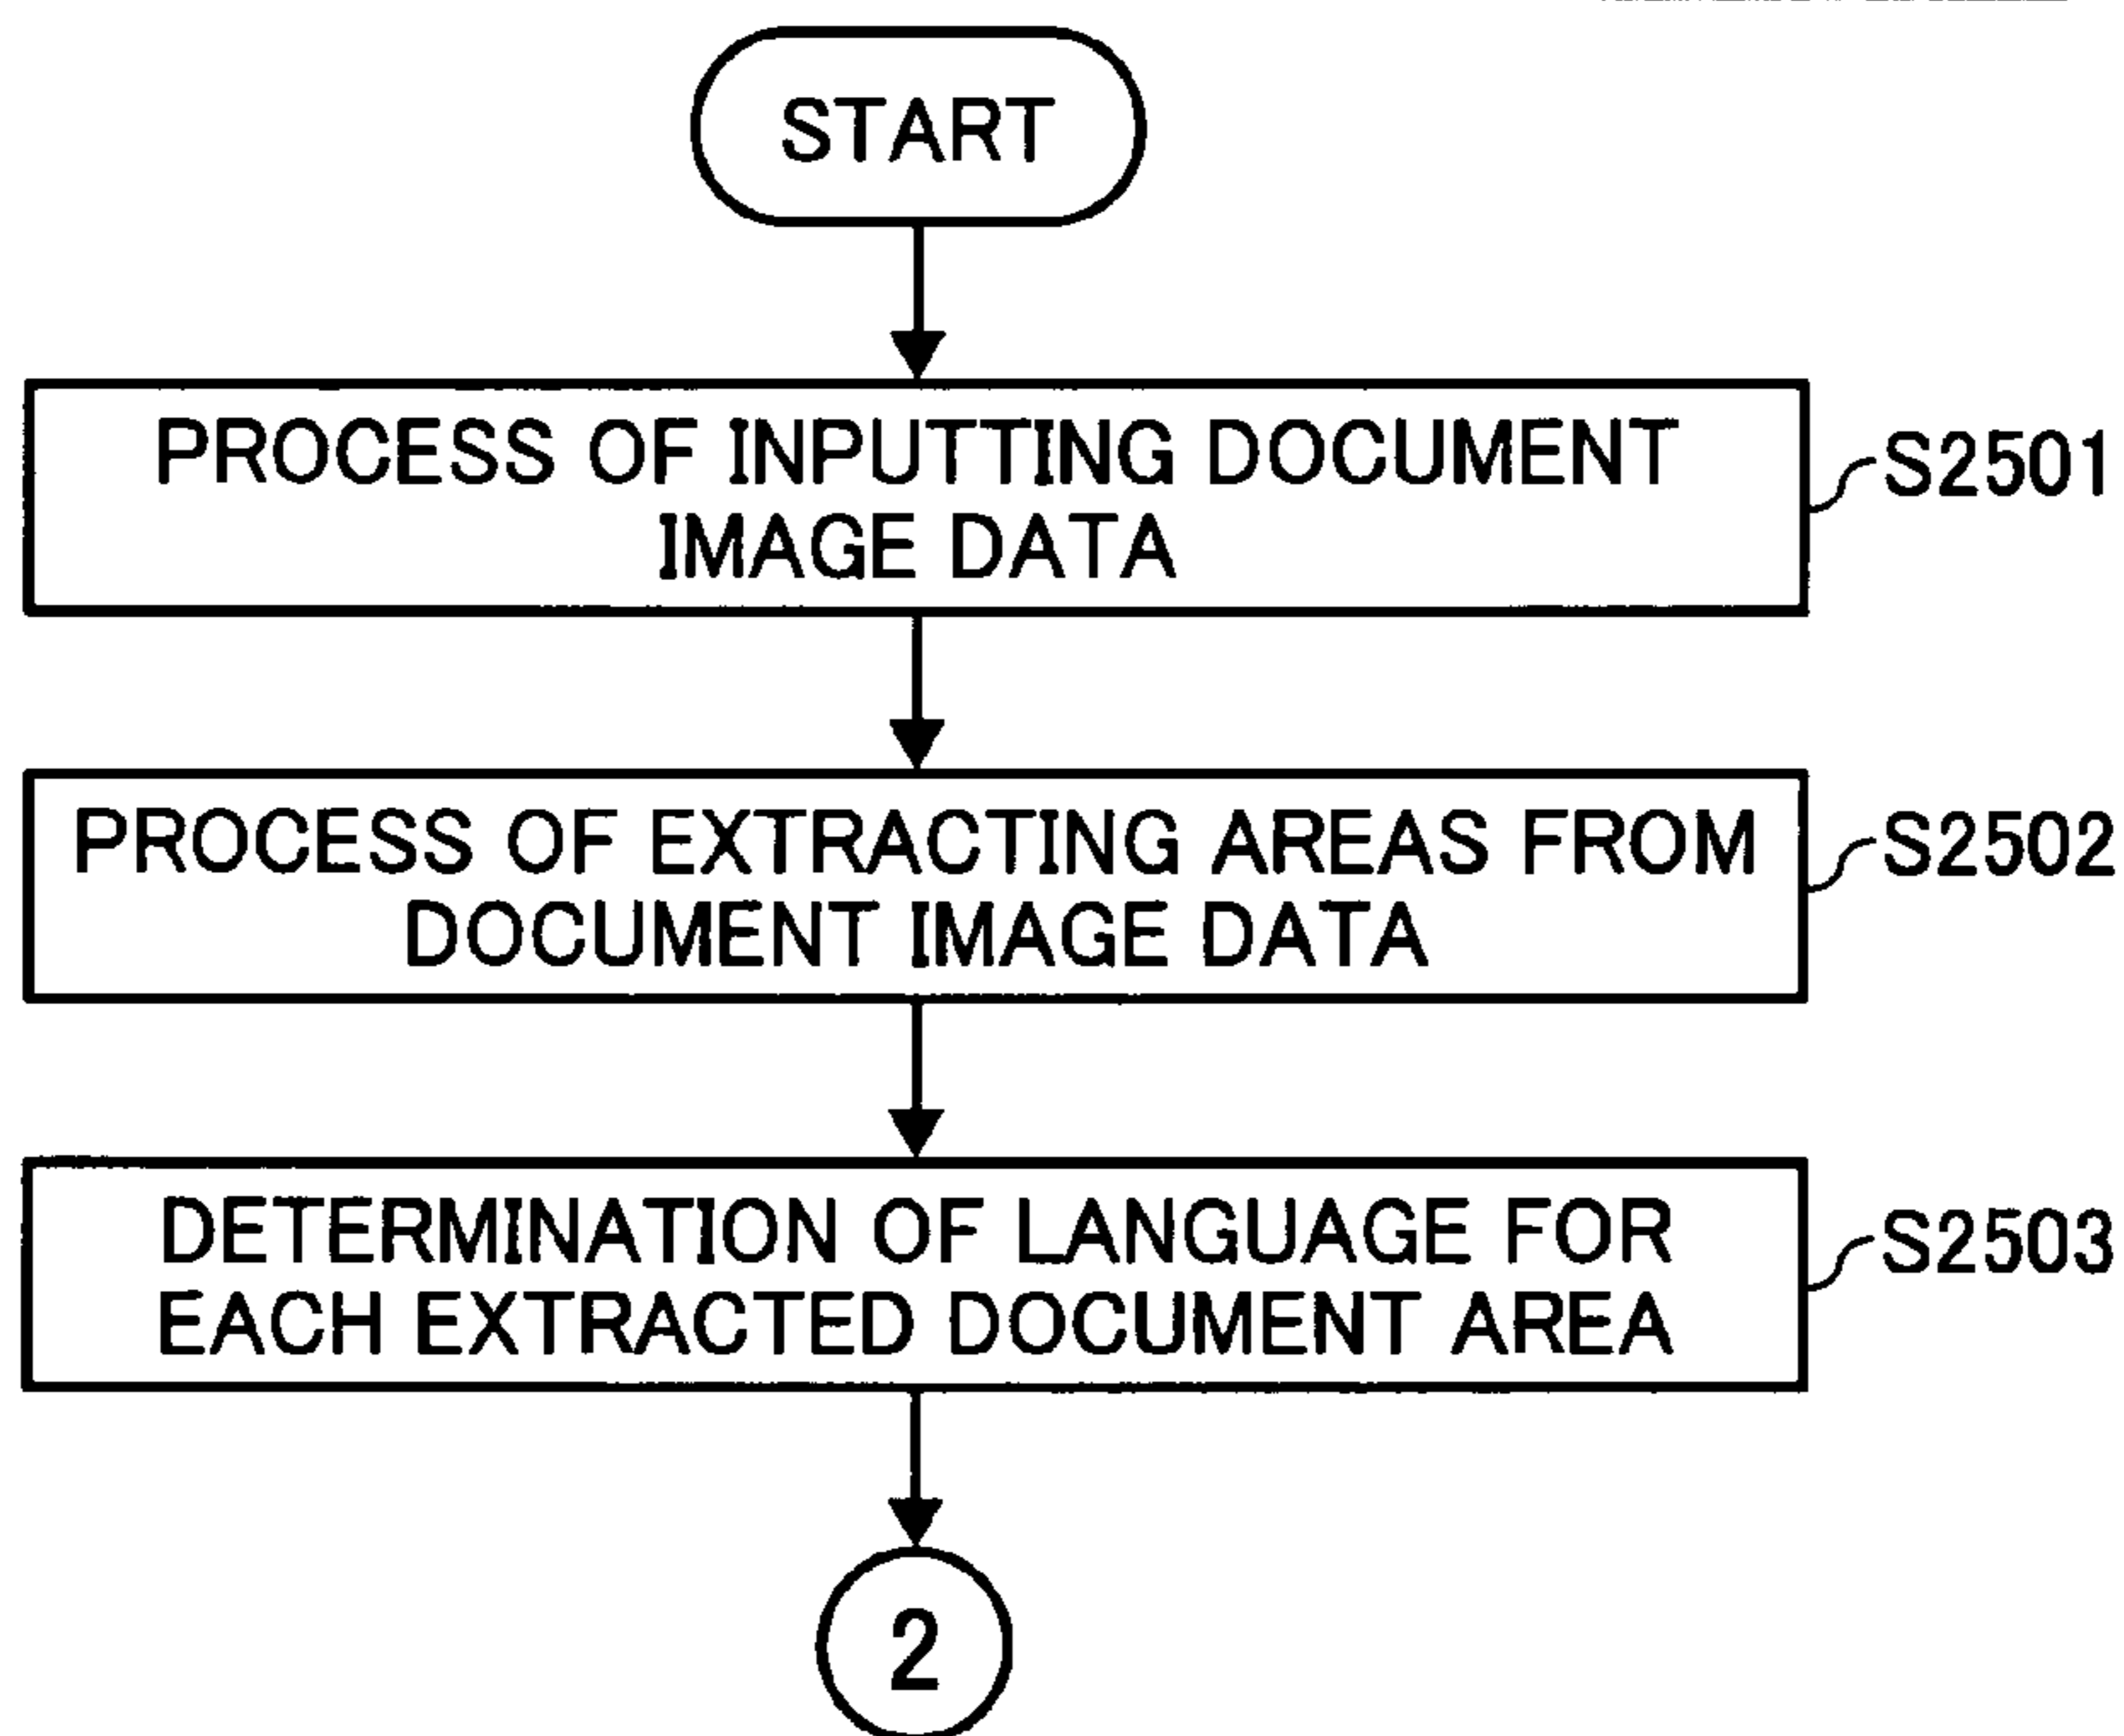 START
PROCESS OF INPUTTING DOCUMENT
IMAGE DATA
S2501
PROCESS OF EXTRACTING AREAS FROM
DOCUMENT IMAGE DATA
S2502
DETERMINATION OF LANGUAGE FOR
EACH EXTRACTED DOCUMENT AREA
S2503
2